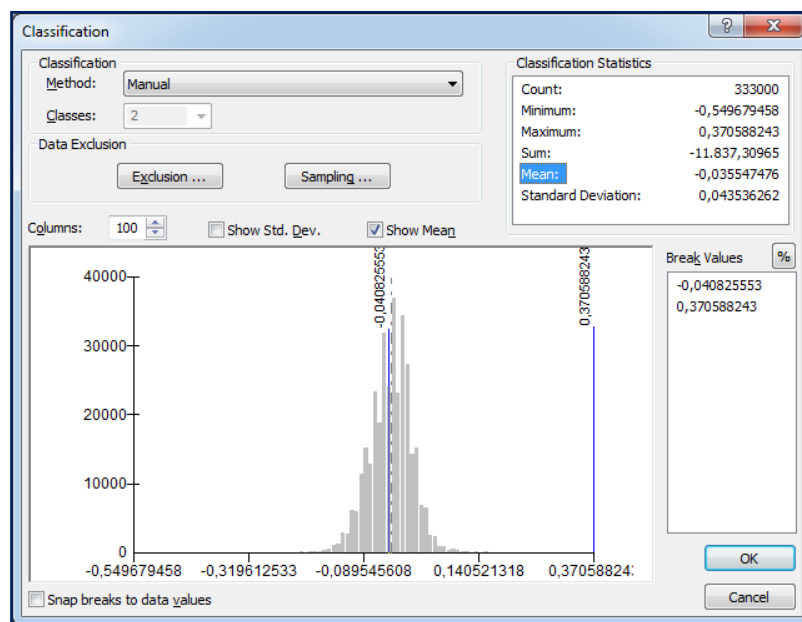 Classification
Classification
Method: Manual
Classes: 2
Data Exclusion
Exclusion ...
Sampling ...
Classification Statistics
Count: 333000
Minimum: -0,549679458
Maximum: 0,370588243
Sum: -11.837,30965
Mean: -0,035547476
Standard Deviation: 0,043536262
Columns: 100
Show Std. Dev.
Show Mean
Break Values
%
-0,040825553
0,370588243
40000
30000
20000
10000
0
-0,549679458 -0,319612533 -0,089545608 0,140521318 0,37058824
-0,040825553
0,370588243
Snap breaks to data values
OK
Cancel